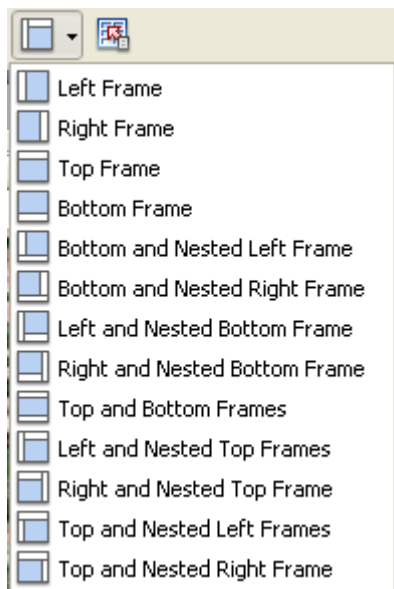 Left Frame
Right Frame
Top Frame
Bottom Frame
Bottom and Nested Left Frame
Bottom and Nested Right Frame
Left and Nested Bottom Frame
Right and Nested Bottom Frame
Top and Bottom Frames
Left and Nested Top Frames
Right and Nested Top Frame
Top and Nested Left Frames
Top and Nested Right Frame